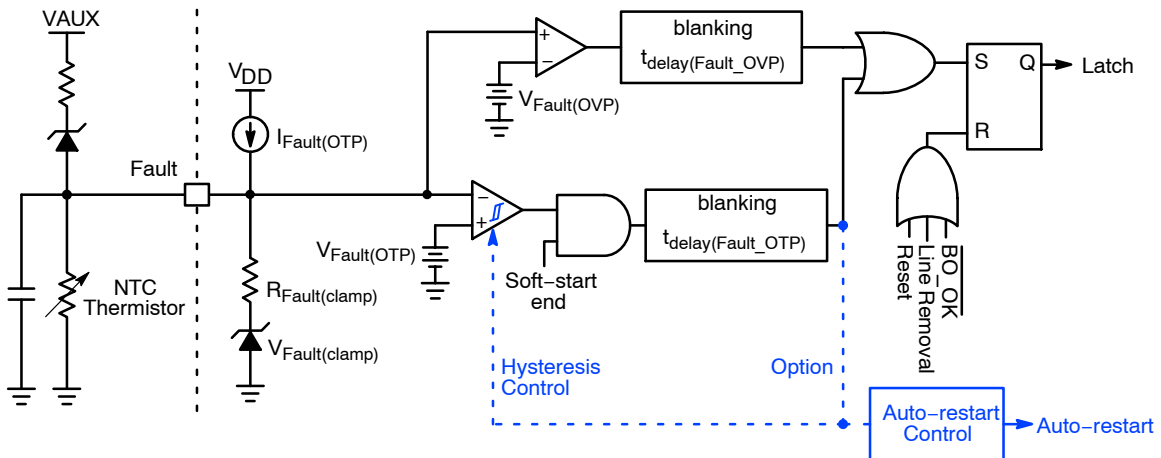 VAUX
VDD
IFault(OTP)
Fault
NTC
Thermistor
RFault(clamp)
VFault(clamp)
+
−
VFault(OVP)
blanking
tdelay(Fault_OVP)
−
+
VFault(OTP)
Soft−start
end
blanking
tdelay(Fault_OTP)
S
Q
R
Latch
Reset
Line Removal
BO_OK
Hysteresis
Control
Option
Auto−restart
Control
Auto−restart